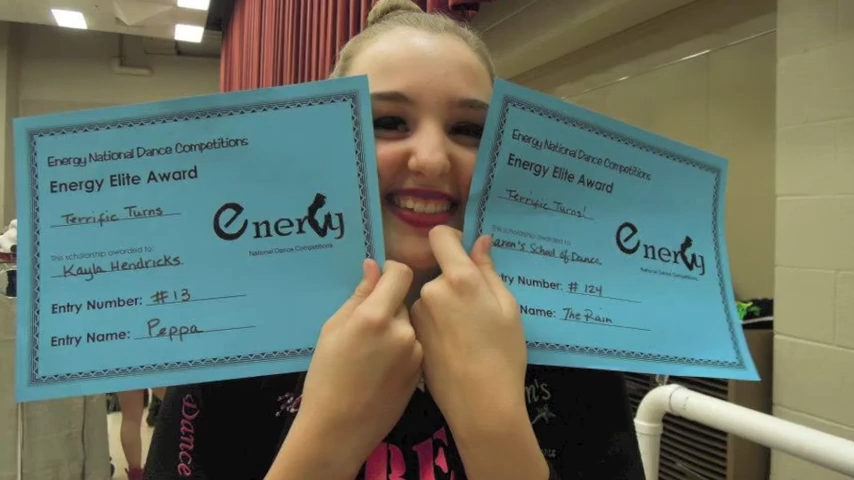 Energy National Dance Competitions
Energy Elite Award
Terrific Turns
This scholarship awarded to:
Kayla Hendricks
Entry Number: #13
Entry Name: Peppa
energy
National Dance Competitions
Energy National Dance Competitions
Energy Elite Award
Terrific Turns!
This scholarship awarded to:
School of Dance
Entry Number: # 124
Name: The Rain
energy
National Dance Competitions
Dance